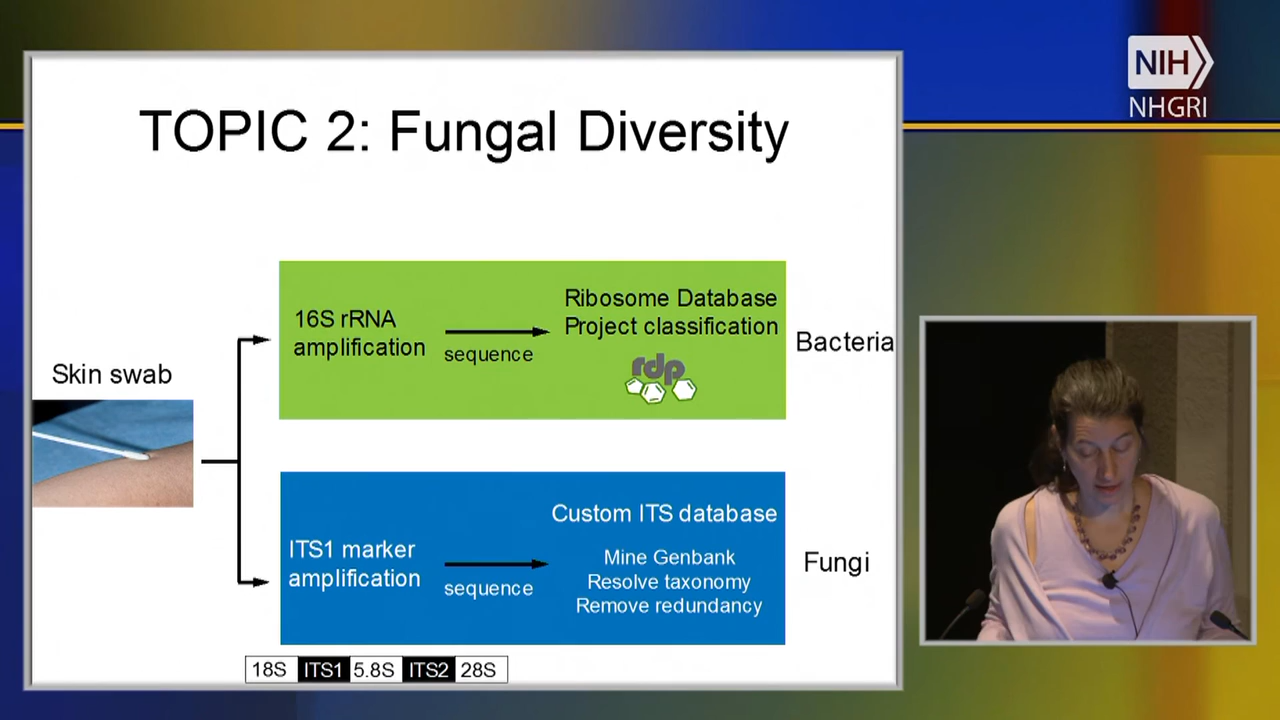 NIH
NHGRI
TOPIC 2: Fungal Diversity
Skin swab
16S rRNA
amplification
sequence
Ribosome Database
Project classification
rdp
Bacteria
ITS1 marker
amplification
sequence
Custom ITS database
Mine Genbank
Resolve taxonomy
Remove redundancy
Fungi
18S ITS1 5.8S ITS2 28S